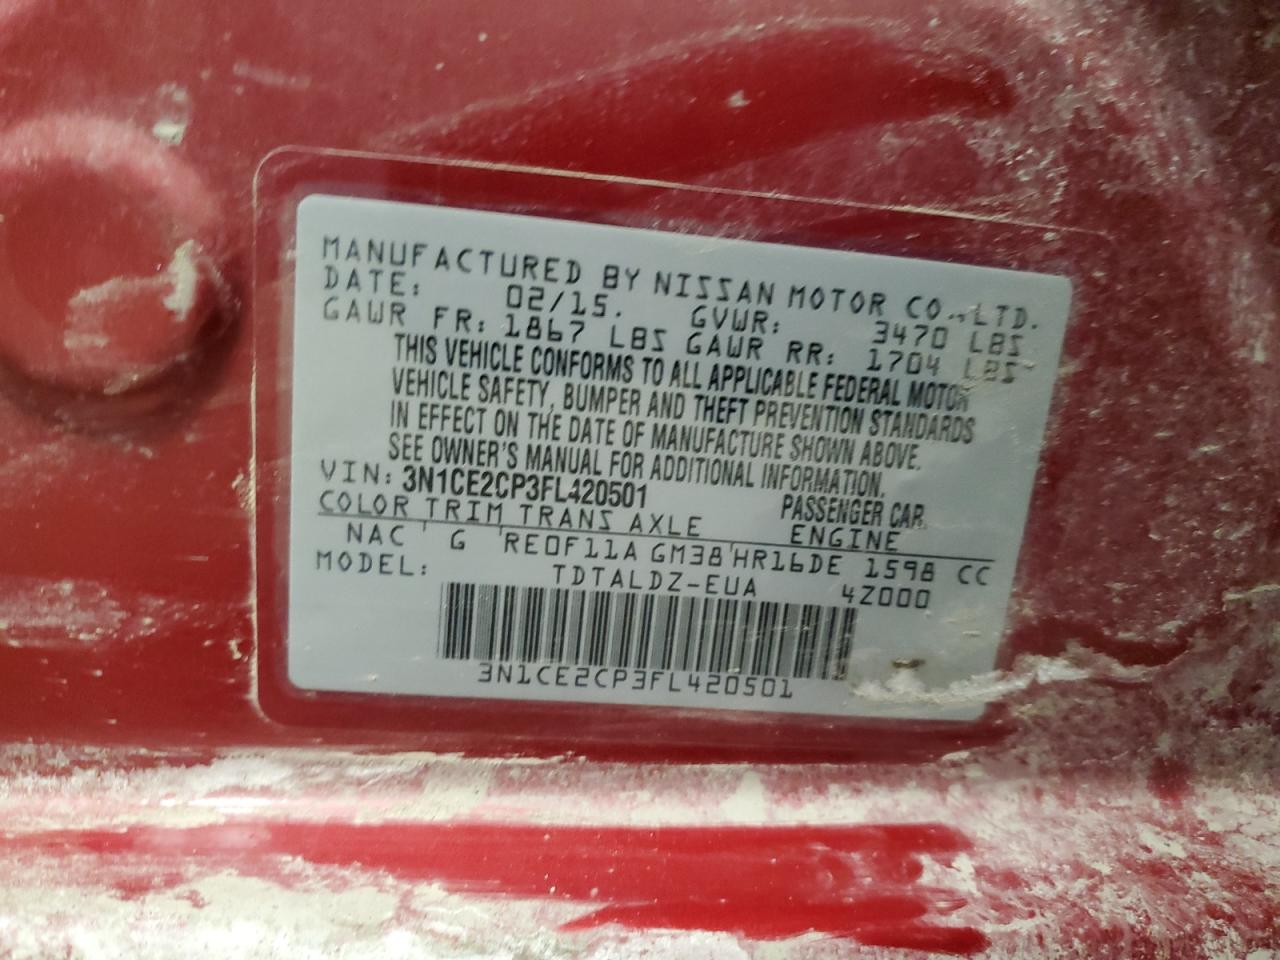 MANUFACTURED BY NISSAN MOTOR CO.,LTD.
DATE: 02/15. GVWR: 3470 LBS
GAWR FR: 1867 LBS GAWR RR: 1704 LBS
THIS VEHICLE CONFORMS TO ALL APPLICABLE FEDERAL MOTOR
VEHICLE SAFETY, BUMPER AND THEFT PREVENTION STANDARDS
IN EFFECT ON THE DATE OF MANUFACTURE SHOWN ABOVE.
SEE OWNER'S MANUAL FOR ADDITIONAL INFORMATION.
VIN: 3N1CE2CP3FL420501 PASSENGER CAR
COLOR TRIM TRANS AXLE ENGINE
NAC G RE0F11A GM38 HR16DE 1598 CC
MODEL: TDTALDZ-EUA 4Z000
3N1CE2CP3FL420501